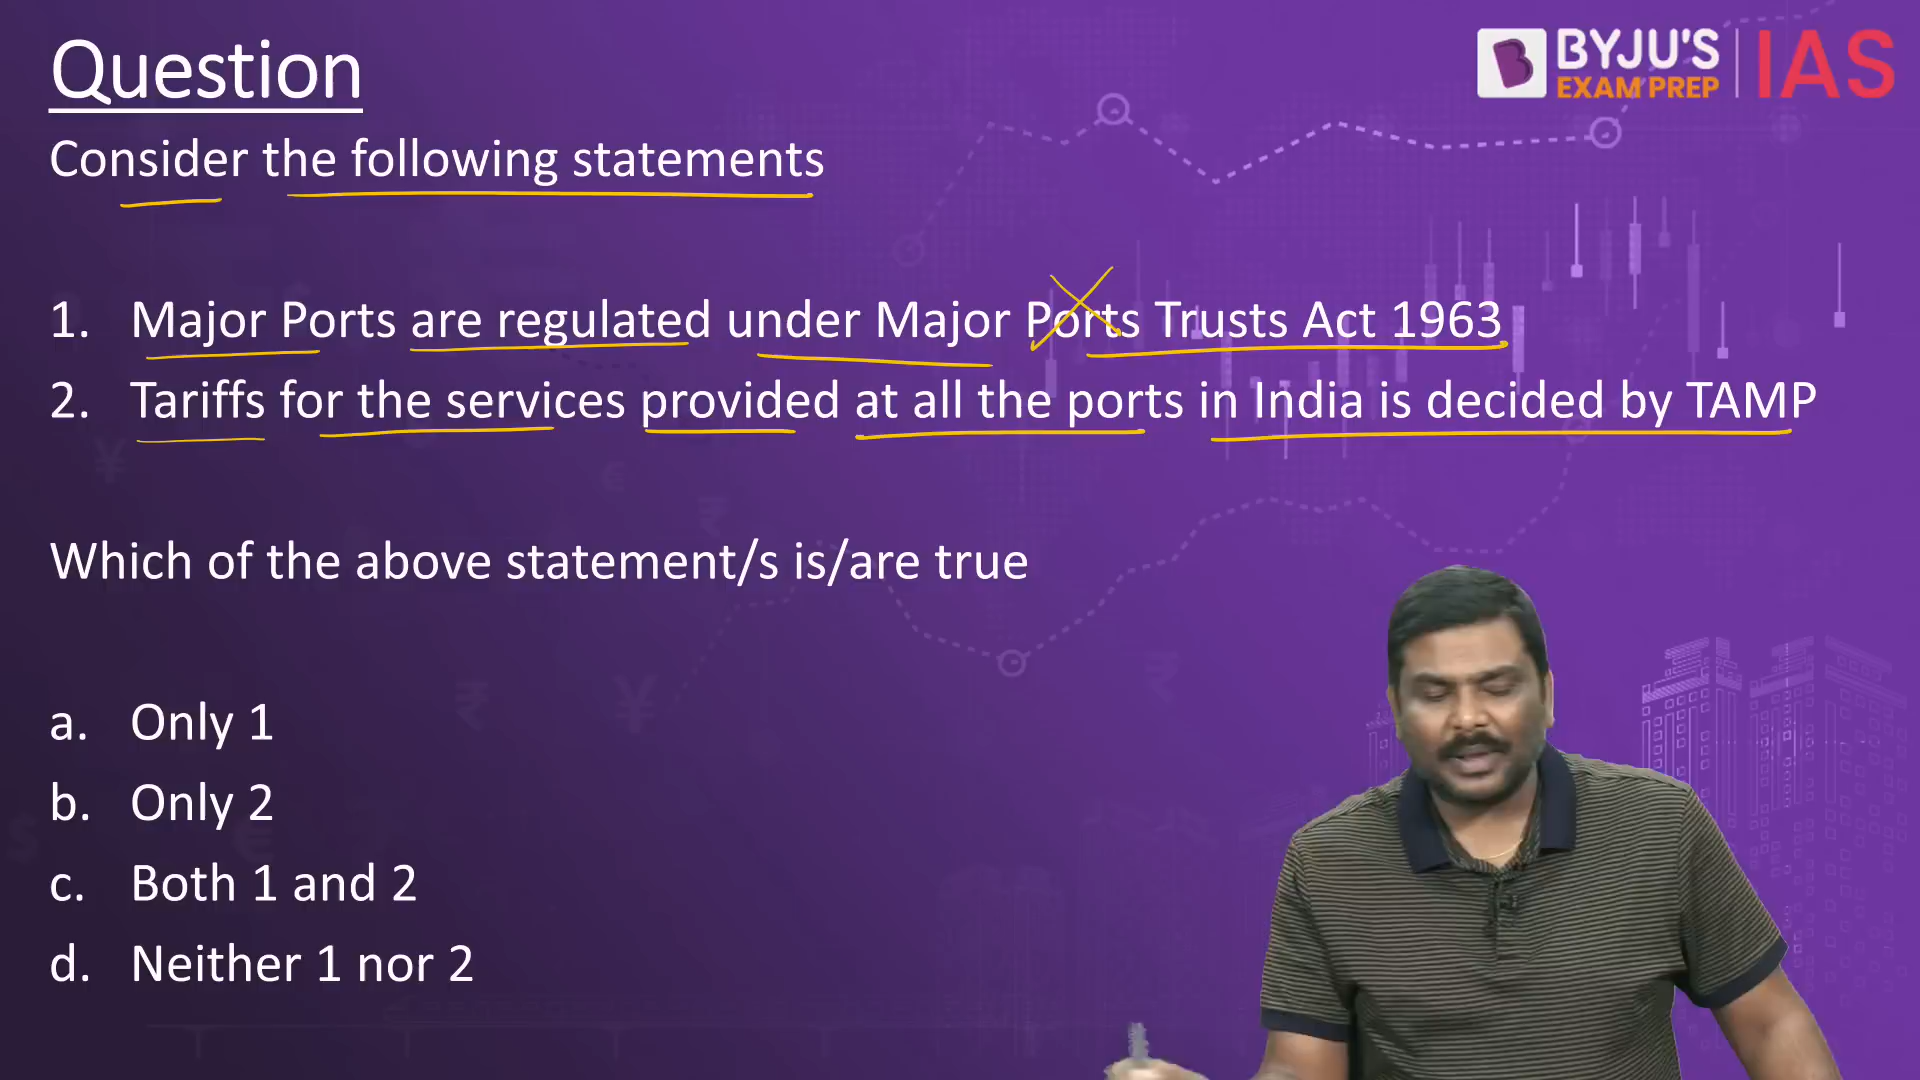 Question
BYJU'S
EXAM PREP
IAS
Consider the following statements
1. Major Ports are regulated under Major Ports Trusts Act 1963
2. Tariffs for the services provided at all the ports in India is decided by TAMP
Which of the above statement/s is/are true
a. Only 1
b. Only 2
c. Both 1 and 2
d. Neither 1 nor 2